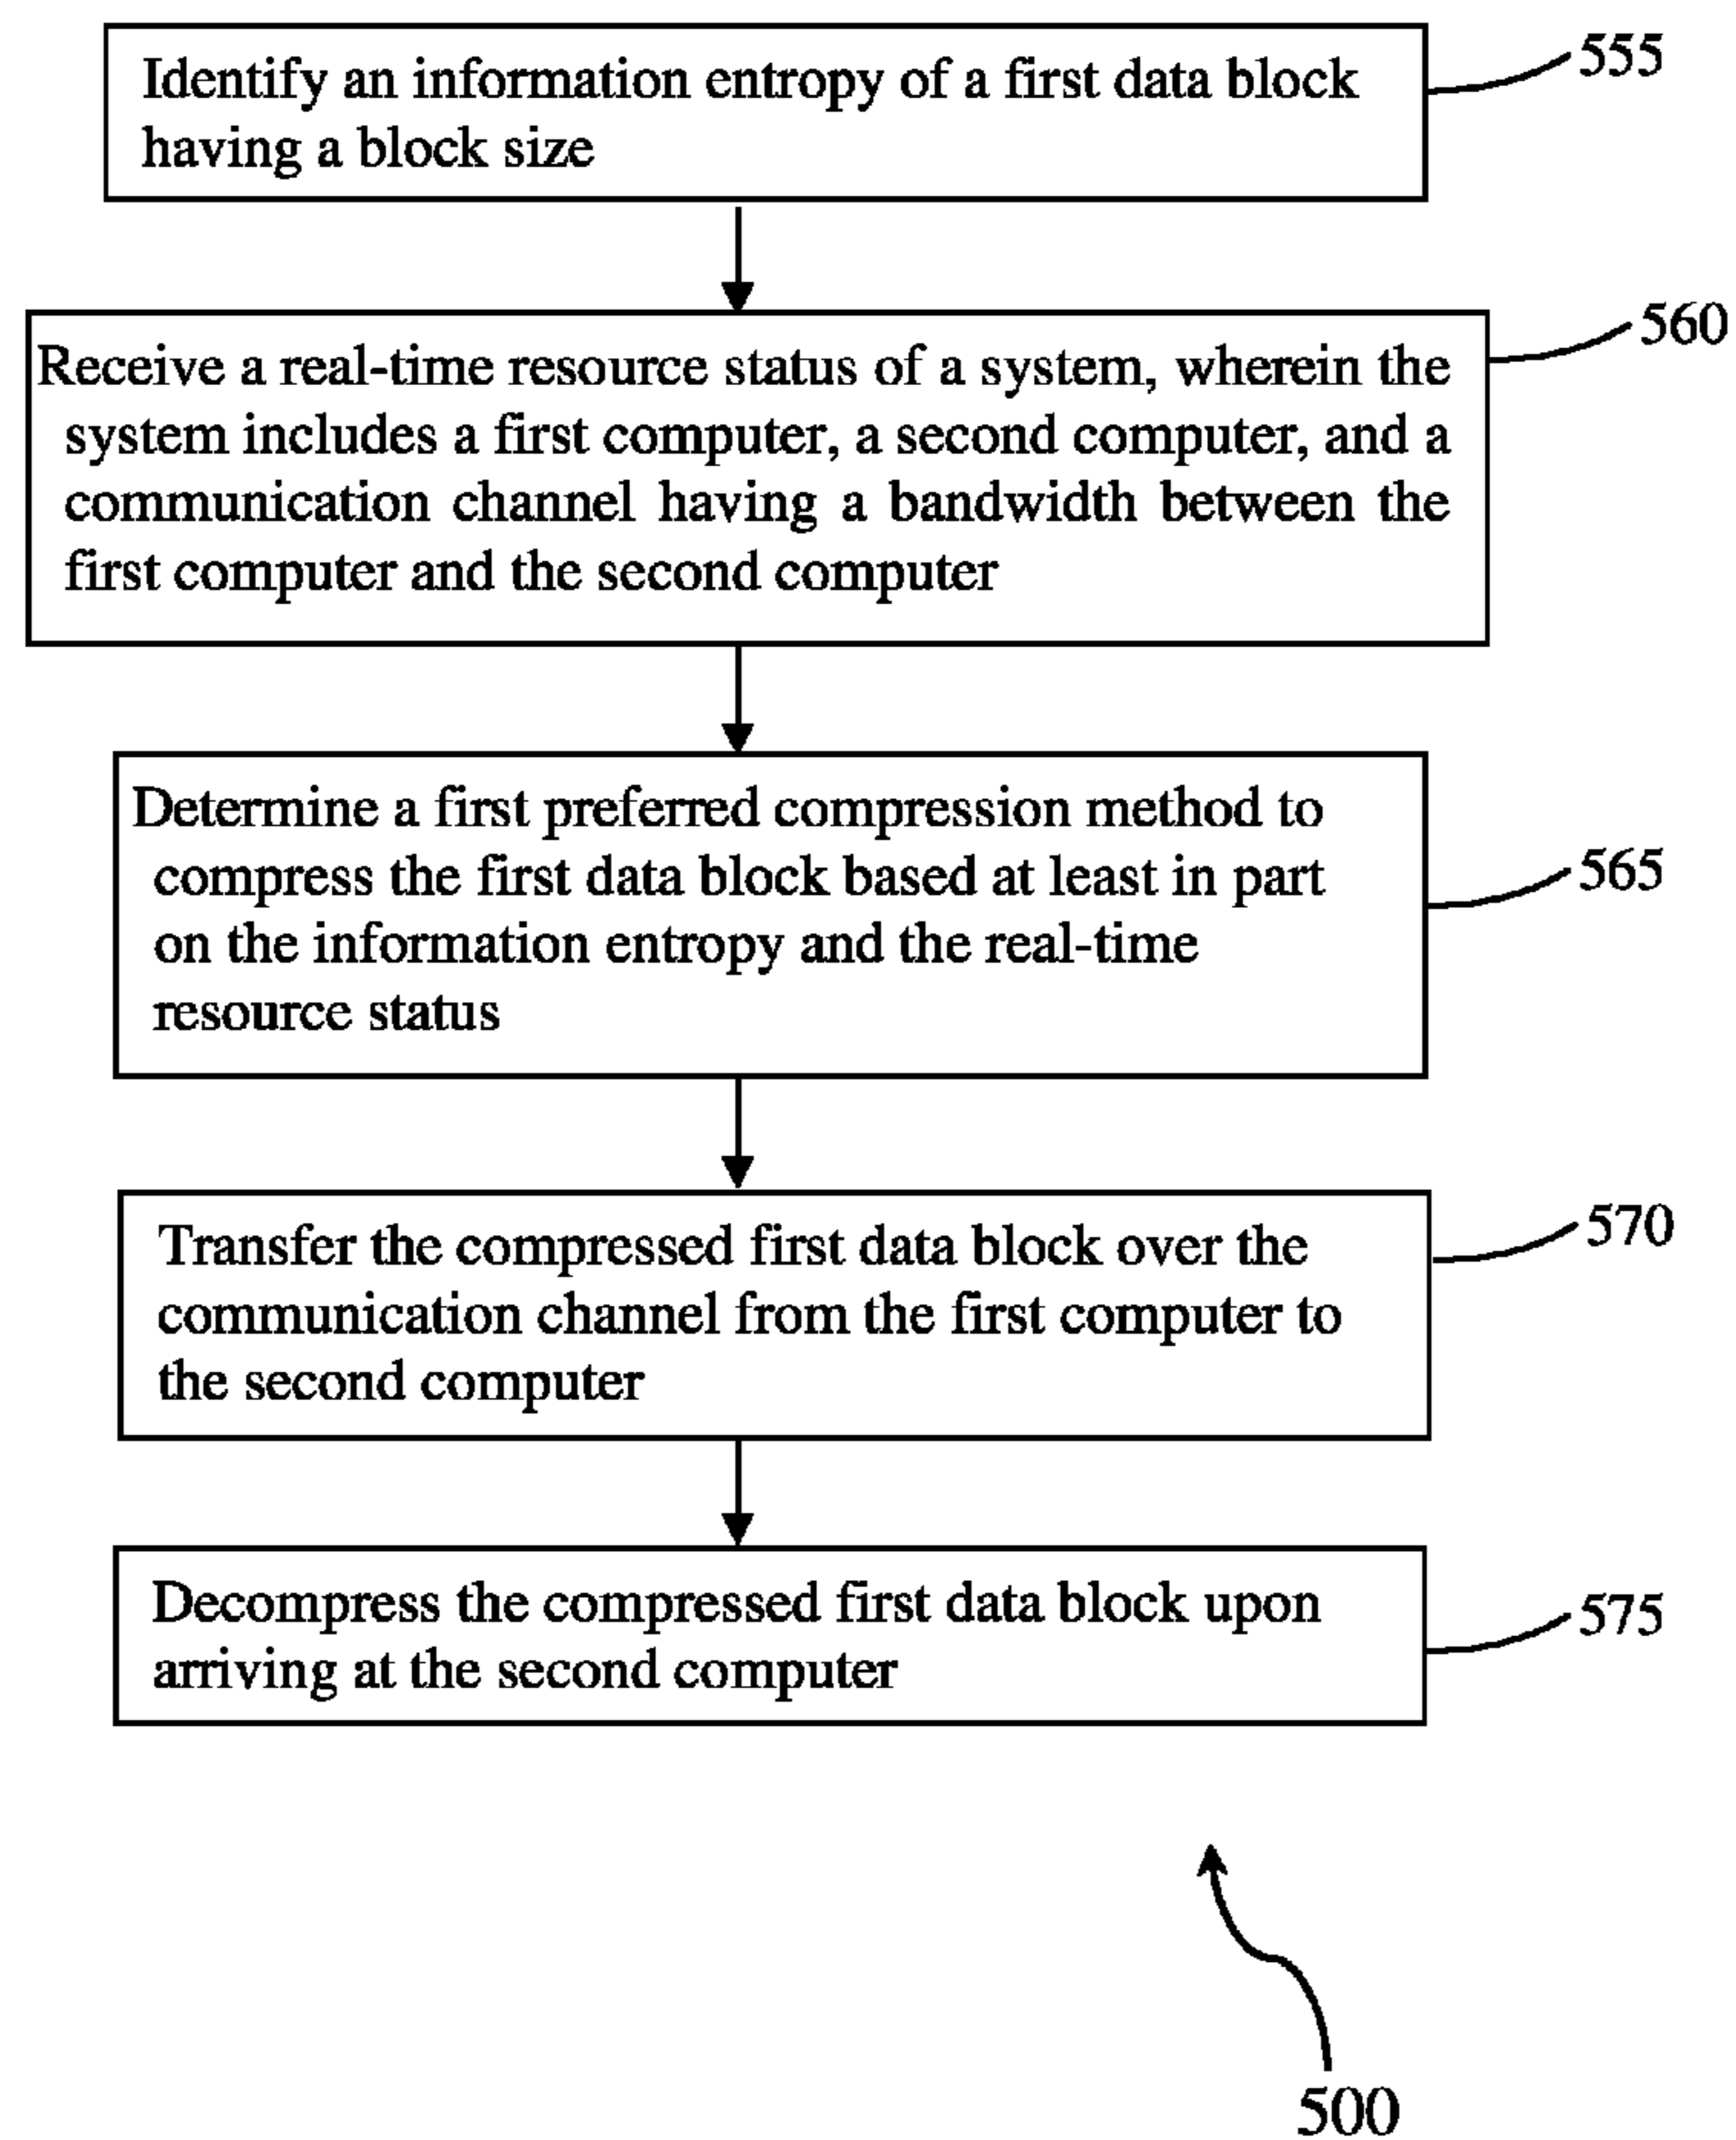 Identify an information entropy of a first data block
having a block size
555
Receive a real-time resource status of a system, wherein the
system includes a first computer, a second computer, and a
communication channel having a bandwidth between the
first computer and the second computer
560
Determine a first preferred compression method to
compress the first data block based at least in part
on the information entropy and the real-time
resource status
565
Transfer the compressed first data block over the
communication channel from the first computer to
the second computer
570
Decompress the compressed first data block upon
arriving at the second computer
575
500